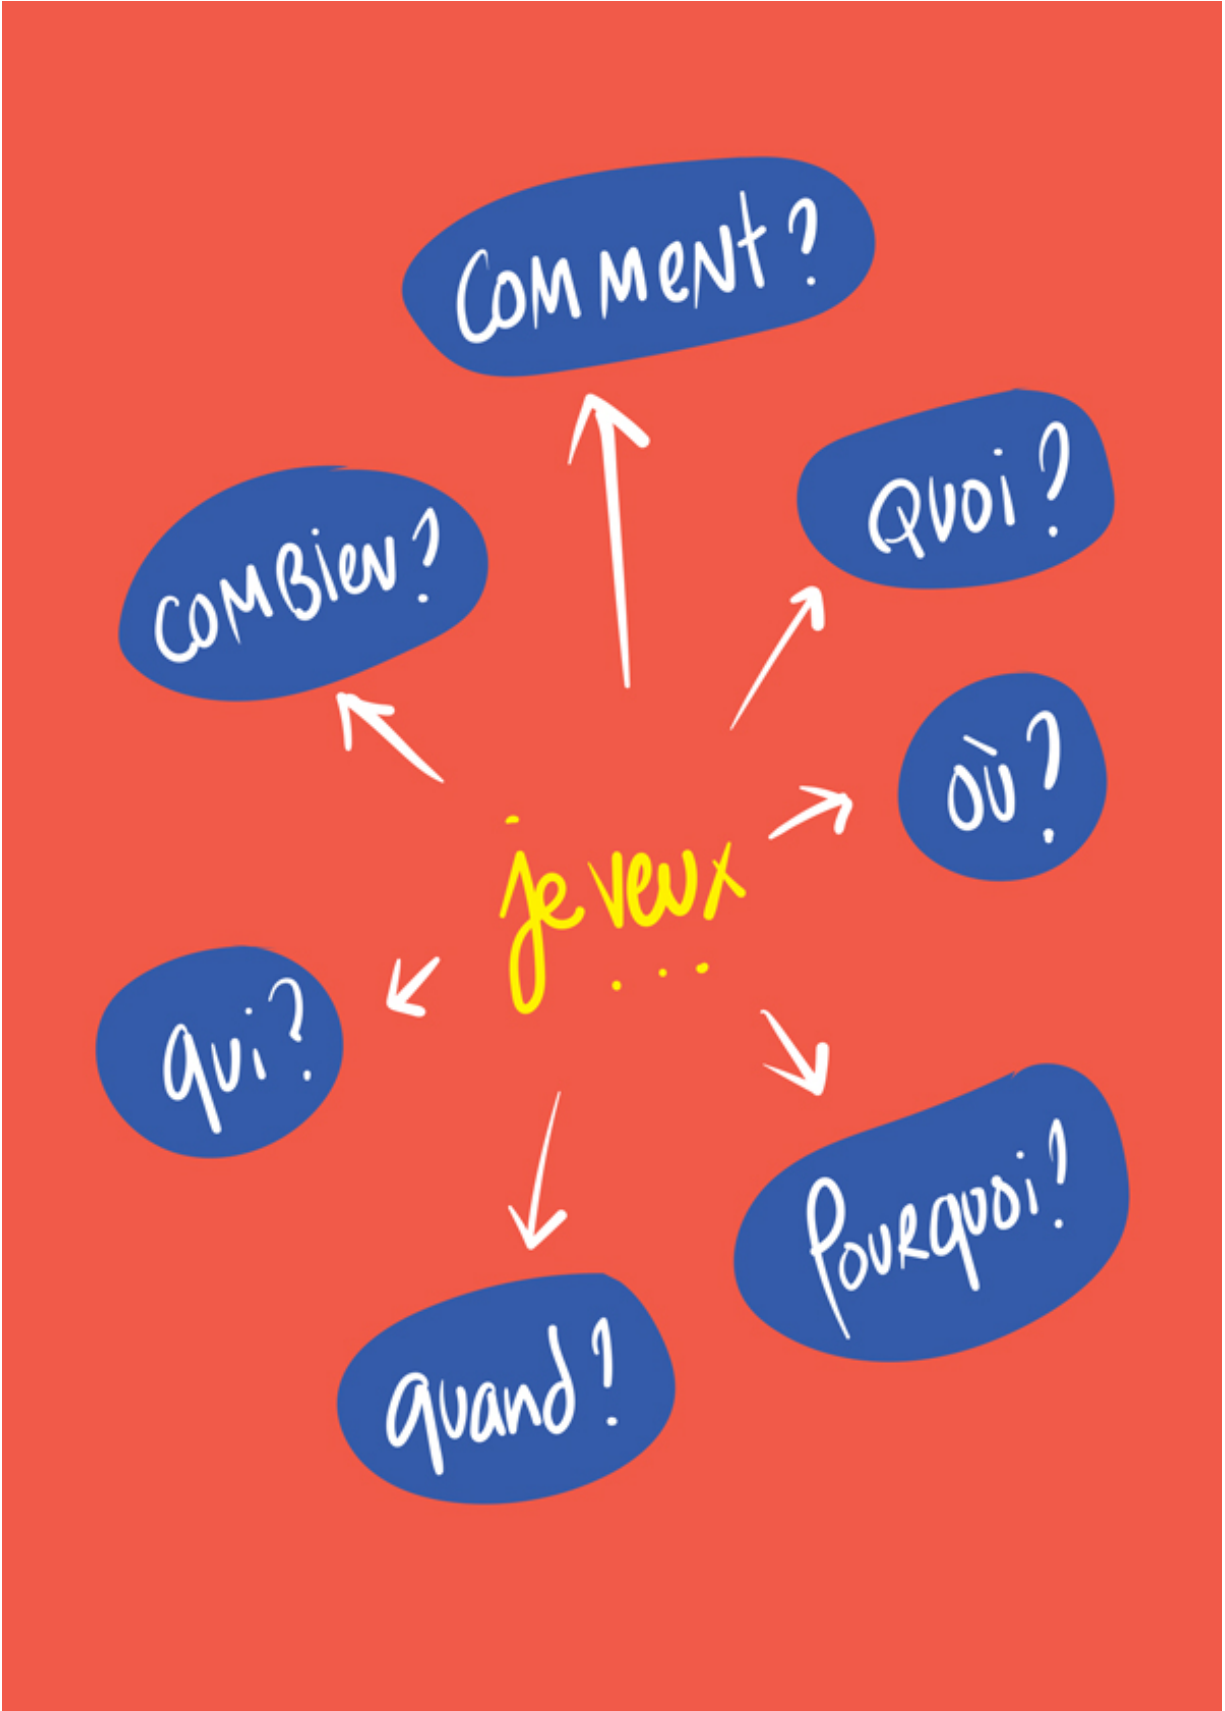 Comment?
Quoi?
combien?
où?
je veux
...
qui?
Pourquoi?
quand?